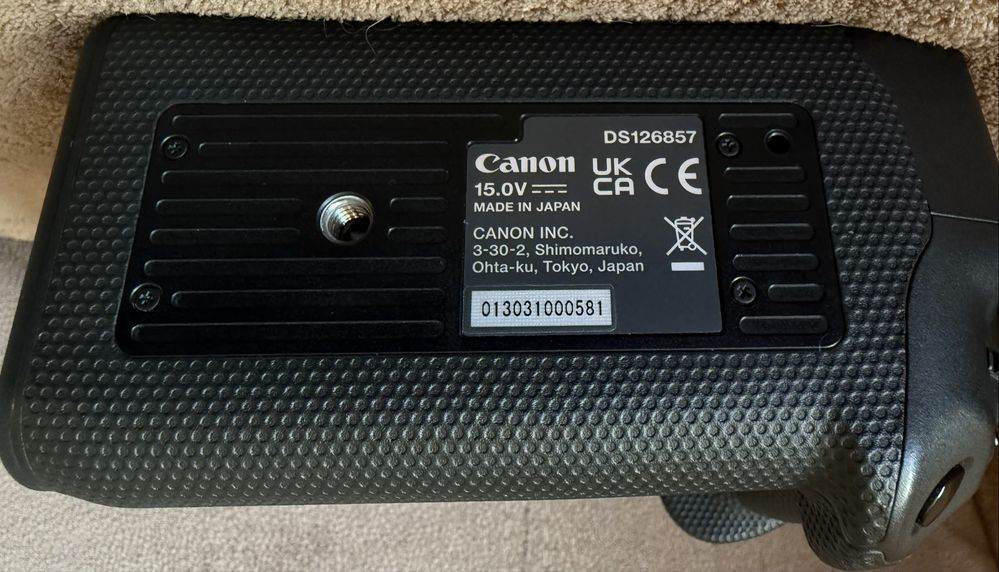 DS126857
Canon
UK
CA
CE
15.0V
MADE IN JAPAN
CANON INC.
3-30-2, Shimomaruko,
Ohta-ku, Tokyo, Japan
013031000581